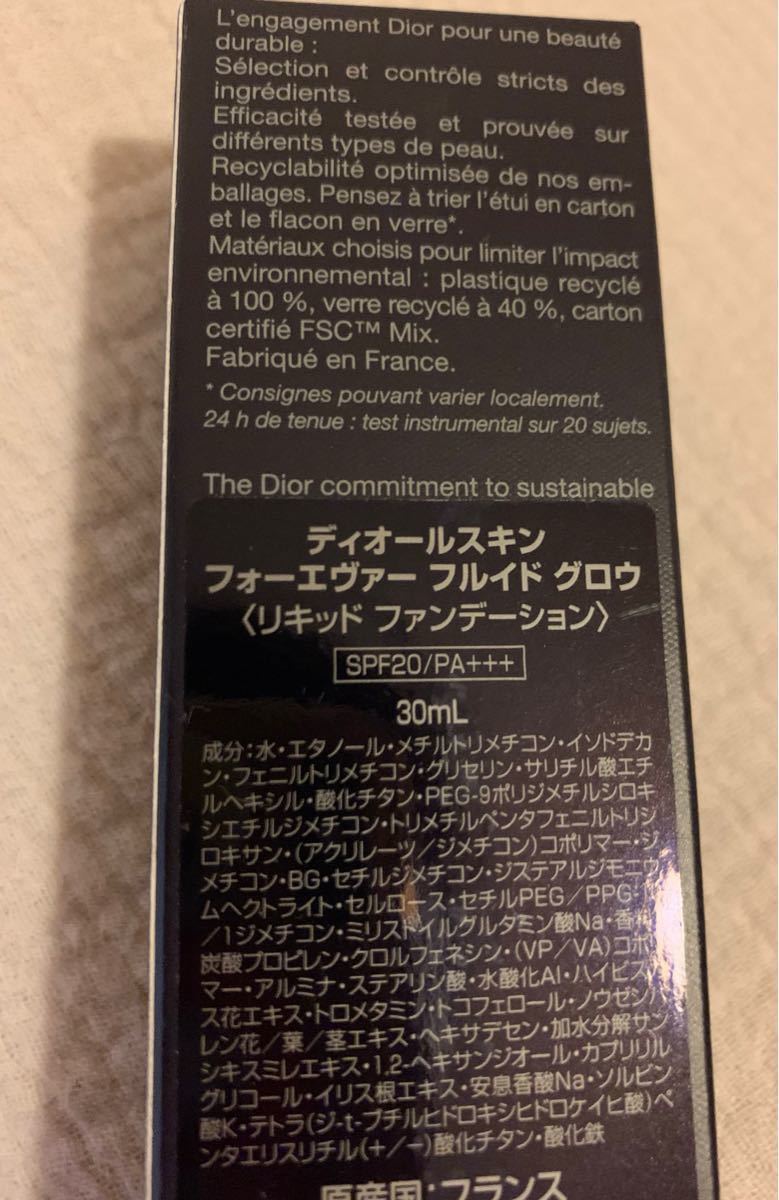 L'engagement Dior pour une beauté
durable :
Sélection et contrôle stricts des
ingrédients.
Efficacité testée et prouvée sur
différents types de peau.
Recyclabilité optimisée de nos em-
ballages. Pensez à trier l'étui en carton
et le flacon en verre*.
Matériaux choisis pour limiter l'impact
environnemental : plastique recyclé
à 100 %, verre recyclé à 40 %, carton
certifié FSC™ Mix.
Fabriqué en France.
* Consignes pouvant varier localement.
24 h de tenue : test instrumental sur 20 sujets.
The Dior commitment to sustainable
ディオールスキン
フォーエヴァー フルイド グロウ
〈リキッド ファンデーション〉
SPF20/PA+++
30mL
成分：水・エタノール・メチルトリメチコン・イソドデカ
ン・フェニルトリメチコン・グリセリン・サリチル酸エチ
ルヘキシル・酸化チタン・PEG-9ポリジメチルシロキ
シエチルジメチコン・トリメチルペンタフェニルトリシ
ロキサン・(アクリレーツ/ジメチコン)コポリマー・ジ
メチコン・BG・セチルジメチコン・ジステアルジモニウ
ムヘクトライト・セルロース・セチルPEG/PPG-
/1ジメチコン・ミリストイルグルタミン酸Na・香料
炭酸プロピレン・クロルフェネシン・(VP/VA)コポ
マー・アルミナ・ステアリン酸・水酸化Al・ハイビス
ス花エキス・トロメタミン・トコフェロール・ノウゼンハ
レン花/葉/茎エキス・ヘキサデセン・加水分解サン
シキスミレエキス・1,2-ヘキサンジオール・カプリリル
グリコール・イリス根エキス・安息香酸Na・ソルビン
酸K・テトラ(ジ-t-ブチルヒドロキシヒドロケイヒ酸)ペ
ンタエリスリチル(+/−)酸化チタン・酸化鉄
原産国：フランス